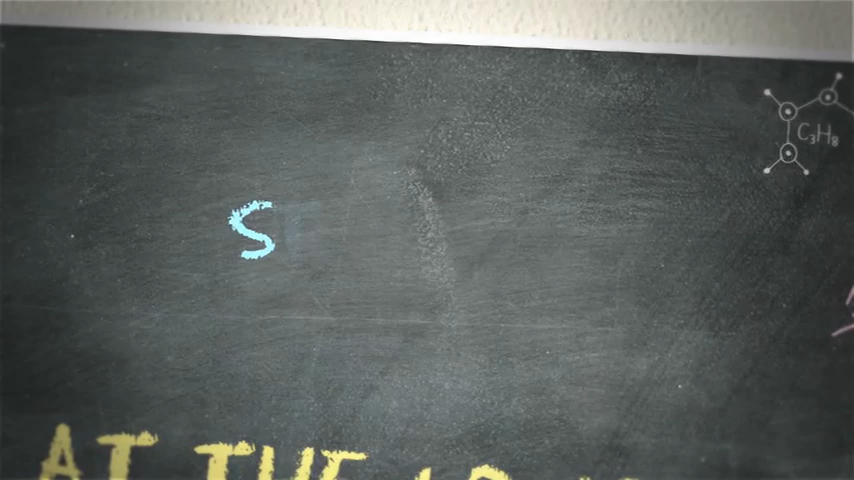 C₃H₈
S
AT THE